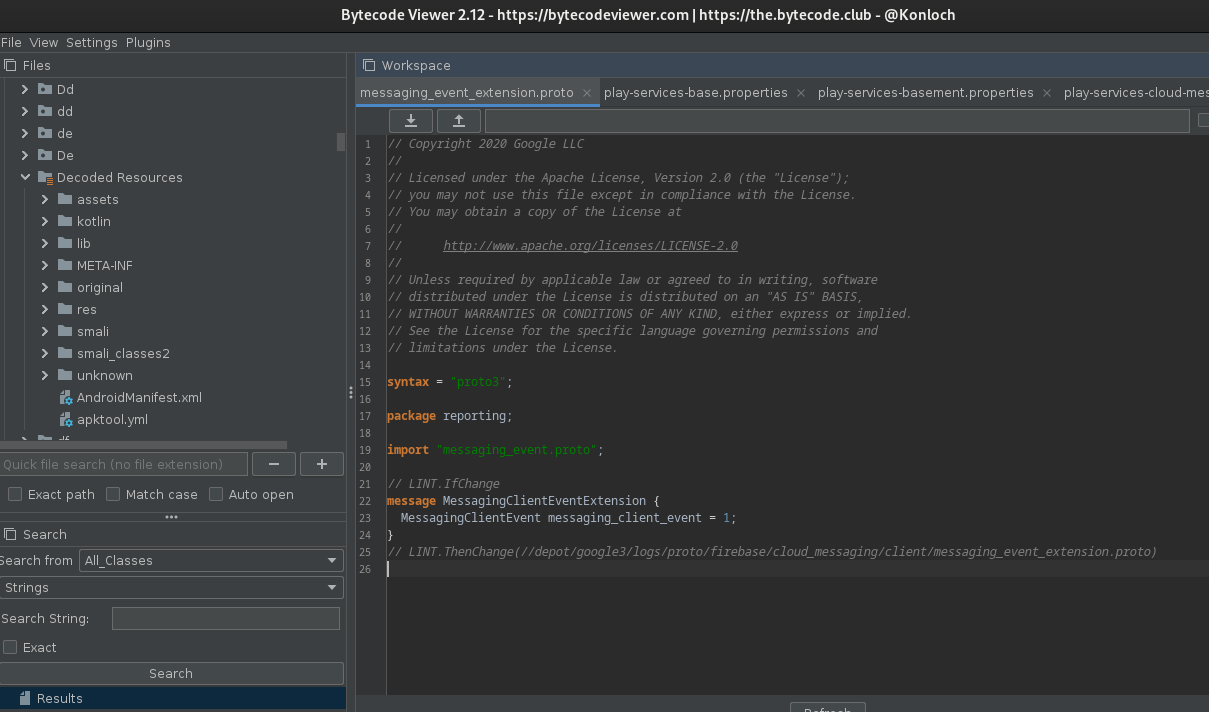 Bytecode Viewer 2.12 - https://bytecodeviewer.com | https://the.bytecode.club - @Konloch
File View Settings Plugins
Files
Dd
dd
de
De
Decoded Resources
assets
kotlin
lib
META-INF
original
res
smali
smali_classes2
unknown
AndroidManifest.xml
apktool.yml
Quick file search (no file extension)
Exact path Match case Auto open
Search
Search from All_Classes
Strings
Search String:
Exact
Search
Results
Workspace
messaging_event_extension.proto play-services-base.properties play-services-basement.properties play-services-cloud-mes
1 // Copyright 2020 Google LLC
2 //
3 // Licensed under the Apache License, Version 2.0 (the "License");
4 // you may not use this file except in compliance with the License.
5 // You may obtain a copy of the License at
6 //
7 // http://www.apache.org/licenses/LICENSE-2.0
8 //
9 // Unless required by applicable law or agreed to in writing, software
10 // distributed under the License is distributed on an "AS IS" BASIS,
11 // WITHOUT WARRANTIES OR CONDITIONS OF ANY KIND, either express or implied.
12 // See the License for the specific language governing permissions and
13 // limitations under the License.
14
15 syntax = "proto3";
16
17 package reporting;
18
19 import "messaging_event.proto";
20
21 // LINT.IfChange
22 message MessagingClientEventExtension {
23 MessagingClientEvent messaging_client_event = 1;
24 }
25 // LINT.ThenChange(//depot/google3/logs/proto/firebase/cloud_messaging/client/messaging_event_extension.proto)
26
Refresh